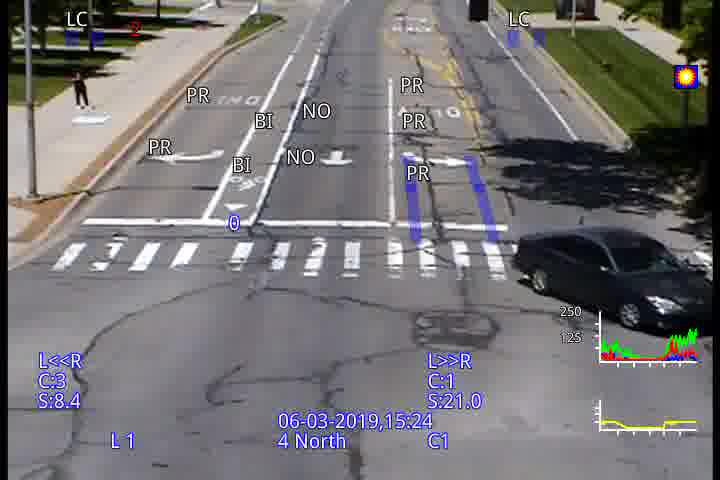 LC
LC
2
PR
PR
BI
NO
PR
PR
BI
NO
PR
0
250
125
L<<R
C:3
S:8.4
L>>R
C:1
S:21.0
06-03-2019,15:24
L 1
4 North
C1
ONLY